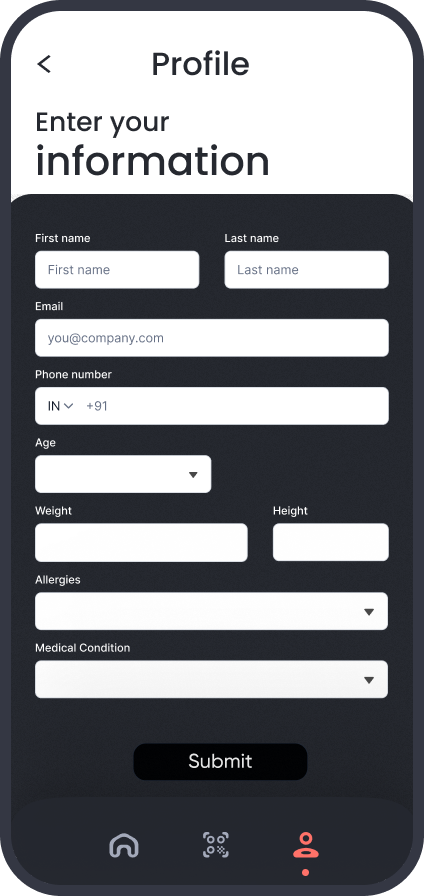 Profile
Enter your
information
First name Last name
First name Last name
Email
you@company.com
Phone number
IN +91
Age
Weight Height
Allergies
Medical Condition
Submit